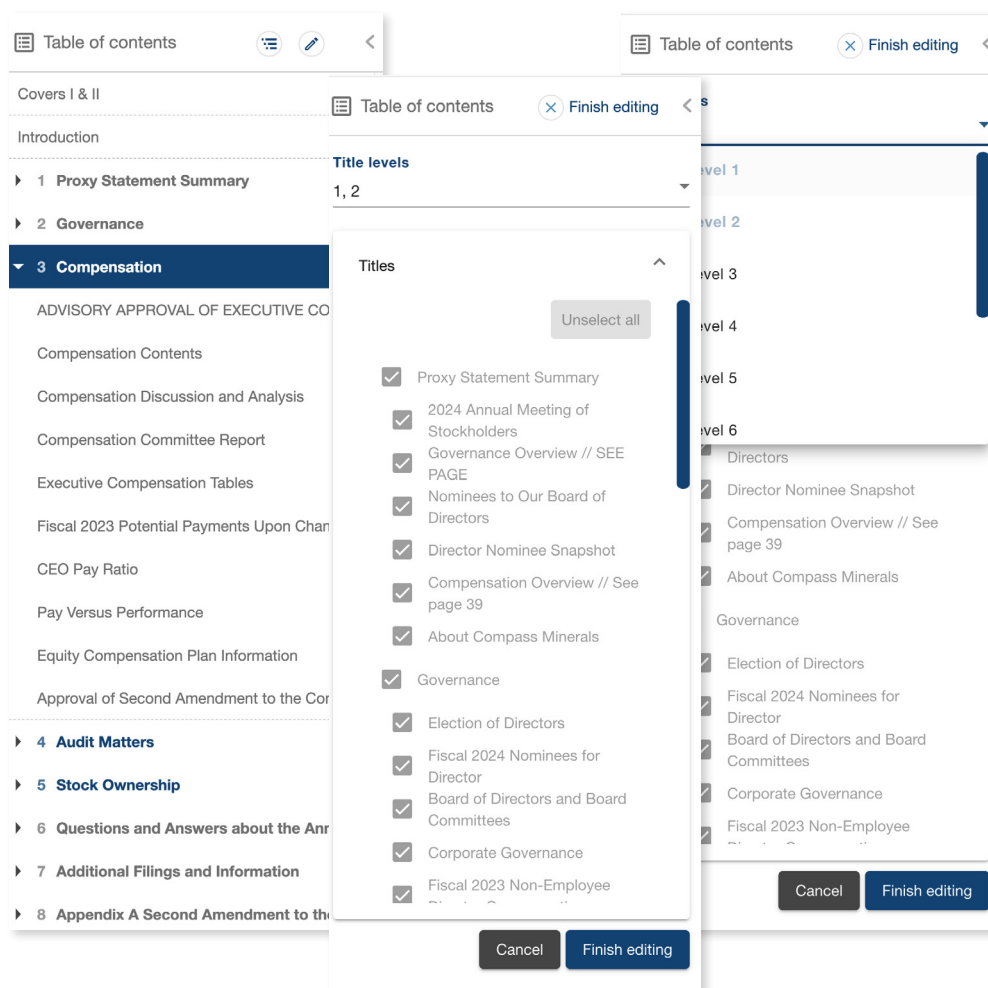 Table of contents
Covers I & II
Introduction
1 Proxy Statement Summary
2 Governance
3 Compensation
ADVISORY APPROVAL OF EXECUTIVE CO
Compensation Contents
Compensation Discussion and Analysis
Compensation Committee Report
Executive Compensation Tables
Fiscal 2023 Potential Payments Upon Chan
CEO Pay Ratio
Pay Versus Performance
Equity Compensation Plan Information
Approval of Second Amendment to the Cor
4 Audit Matters
5 Stock Ownership
6 Questions and Answers about the Anr
7 Additional Filings and Information
8 Appendix A Second Amendment to the
Table of contents
Finish editing
Title levels
1, 2
Titles
Unselect all
Proxy Statement Summary
2024 Annual Meeting of
Stockholders
Governance Overview // SEE
PAGE
Nominees to Our Board of
Directors
Director Nominee Snapshot
Compensation Overview // See
page 39
About Compass Minerals
Governance
Election of Directors
Fiscal 2024 Nominees for
Director
Board of Directors and Board
Committees
Corporate Governance
Fiscal 2023 Non-Employee
Cancel
Finish editing
Table of contents
Finish editing
s
evel 1
evel 2
evel 3
evel 4
evel 5
evel 6
Directors
Director Nominee Snapshot
Compensation Overview // See
page 39
About Compass Minerals
Governance
Election of Directors
Fiscal 2024 Nominees for
Director
Board of Directors and Board
Committees
Corporate Governance
Fiscal 2023 Non-Employee
Cancel
Finish editing